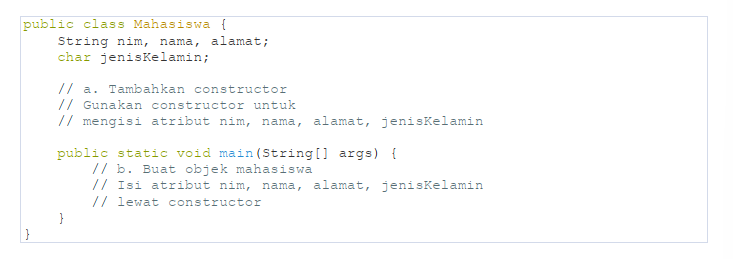 public class Mahasiswa {
    String nim, nama, alamat;
    char jenisKelamin;
    // a. Tambahkan constructor
    // Gunakan constructor untuk
    // mengisi atribut nim, nama, alamat, jenisKelamin
    public static void main(String[] args) {
        // b. Buat objek mahasiswa
        // Isi atribut nim, nama, alamat, jenisKelamin
        // lewat constructor
    }
}